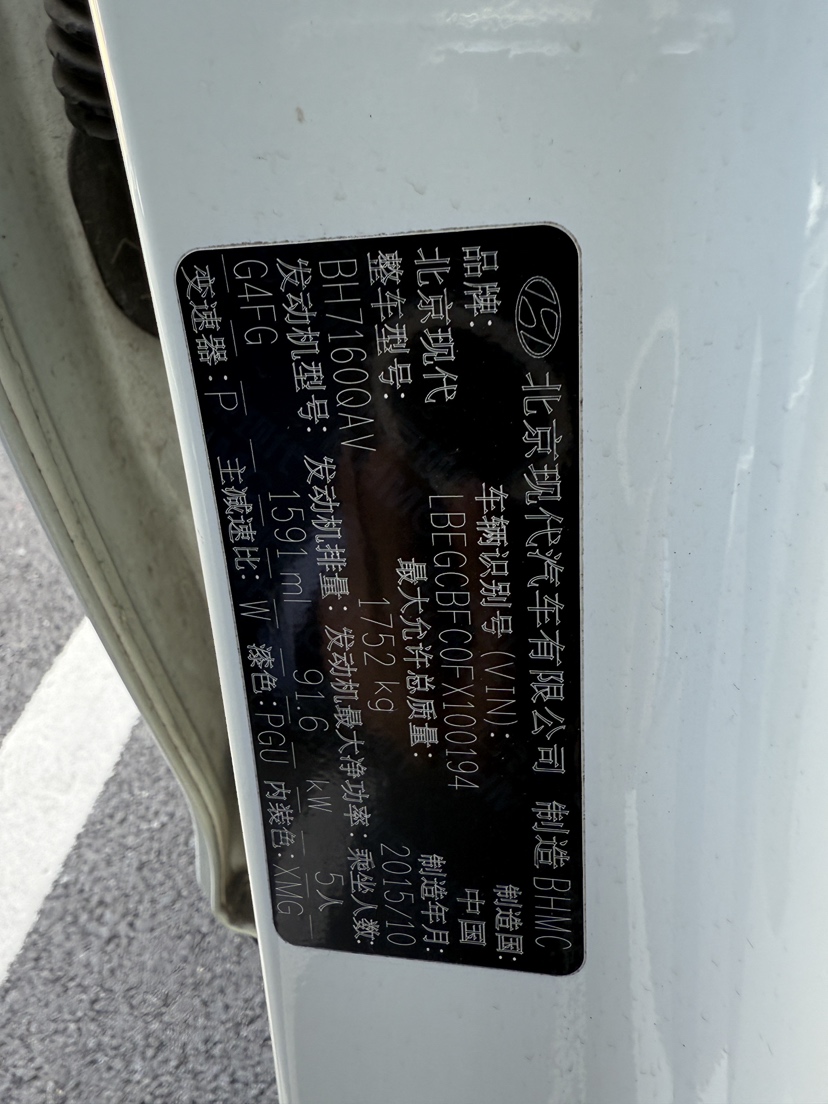 北京现代汽车有限公司 制造 BHMC
品牌: 车辆识别号(VIN): 制造国:
北京现代 LBEGCBFC0FX100194 中国
整车型号: 最大允许总质量: 制造年月:
BH7160QAV 1752 kg 2015/10
发动机型号: 发动机排量: 发动机最大净功率: 乘坐人数:
G4FG 1591 ml 91.6 kW 5人
变速器: P 主减速比: W 漆色: PGU 内装色: XMG